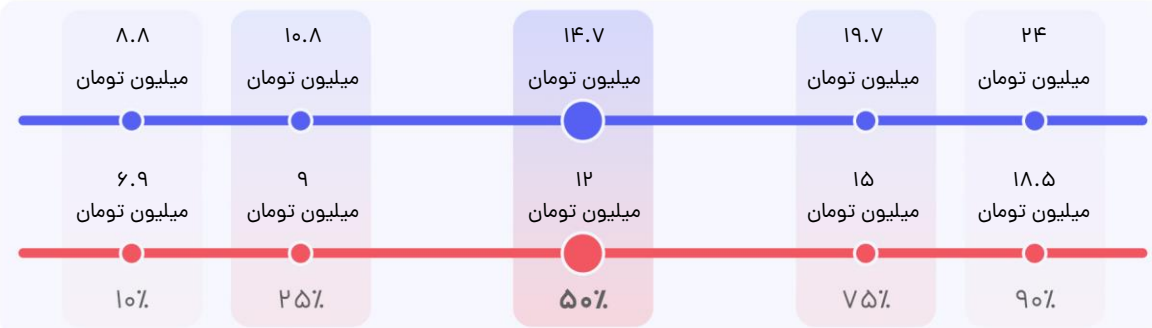 ۸.۸
میلیون تومان
۱۰.۸
میلیون تومان
۱۴.۷
میلیون تومان
۱۹.۷
میلیون تومان
۲۴
میلیون تومان
۶.۹
میلیون تومان
۹
میلیون تومان
۱۲
میلیون تومان
۱۵
میلیون تومان
۱۸.۵
میلیون تومان
۱۰٪
۲۵٪
۵۰٪
۷۵٪
۹۰٪